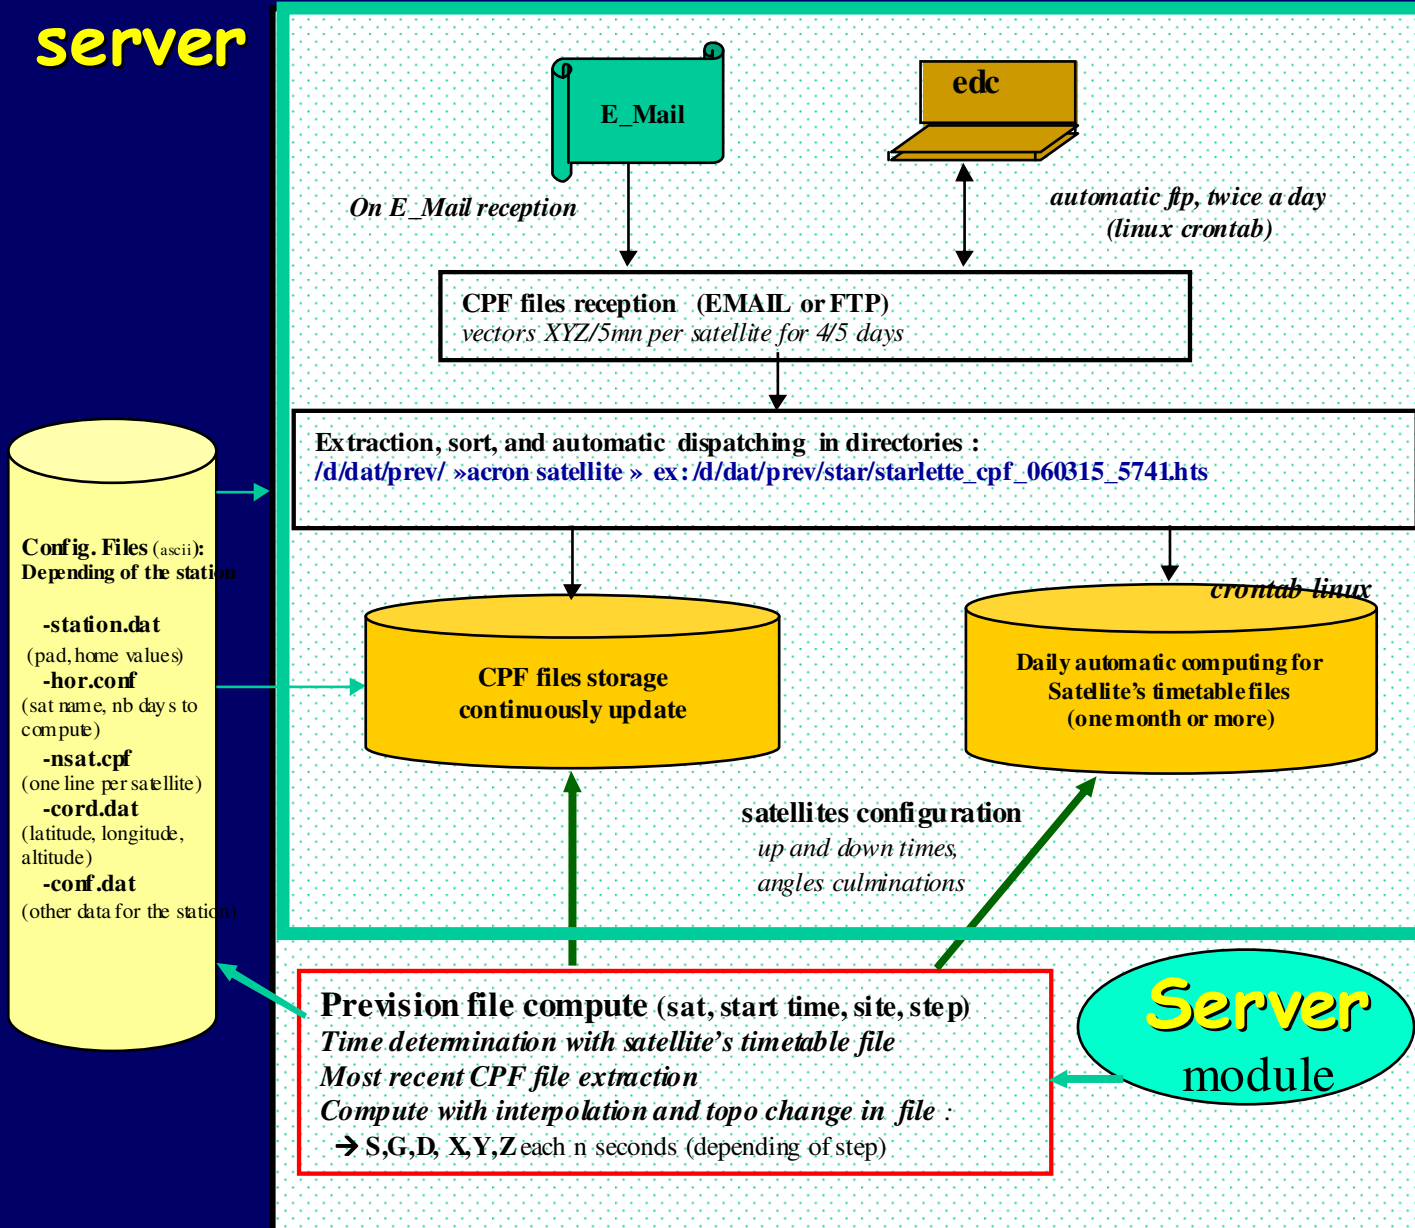 server
E_Mail
edc
On E_Mail reception
automatic ftp, twice a day
(linux crontab)
CPF files reception (EMAIL or FTP)
vectors XYZ/5mn per satellite for 4/5 days
Extraction, sort, and automatic dispatching in directories :
/d/dat/prev/ »acron satellite » ex: /d/dat/prev/star/starlette_cpf_060315_5741.hts
Config. Files (ascii):
Depending of the station
-station.dat
(pad, home values)
-hor.conf
(sat name, nb days to
compute)
-nsat.cpf
(one line per satellite)
-cord.dat
(latitude, longitude,
altitude)
-conf.dat
(other data for the station)
crontab linux
CPF files storage
continuously update
Daily automatic computing for
Satellite’s timetable files
(one month or more)
satellites configuration
up and down times,
angles culminations
Prevision file compute (sat, start time, site, step)
Time determination with satellite’s timetable file
Most recent CPF file extraction
Compute with interpolation and topo change in file :
→ S,G,D, X,Y,Z each n seconds (depending of step)
Server
module